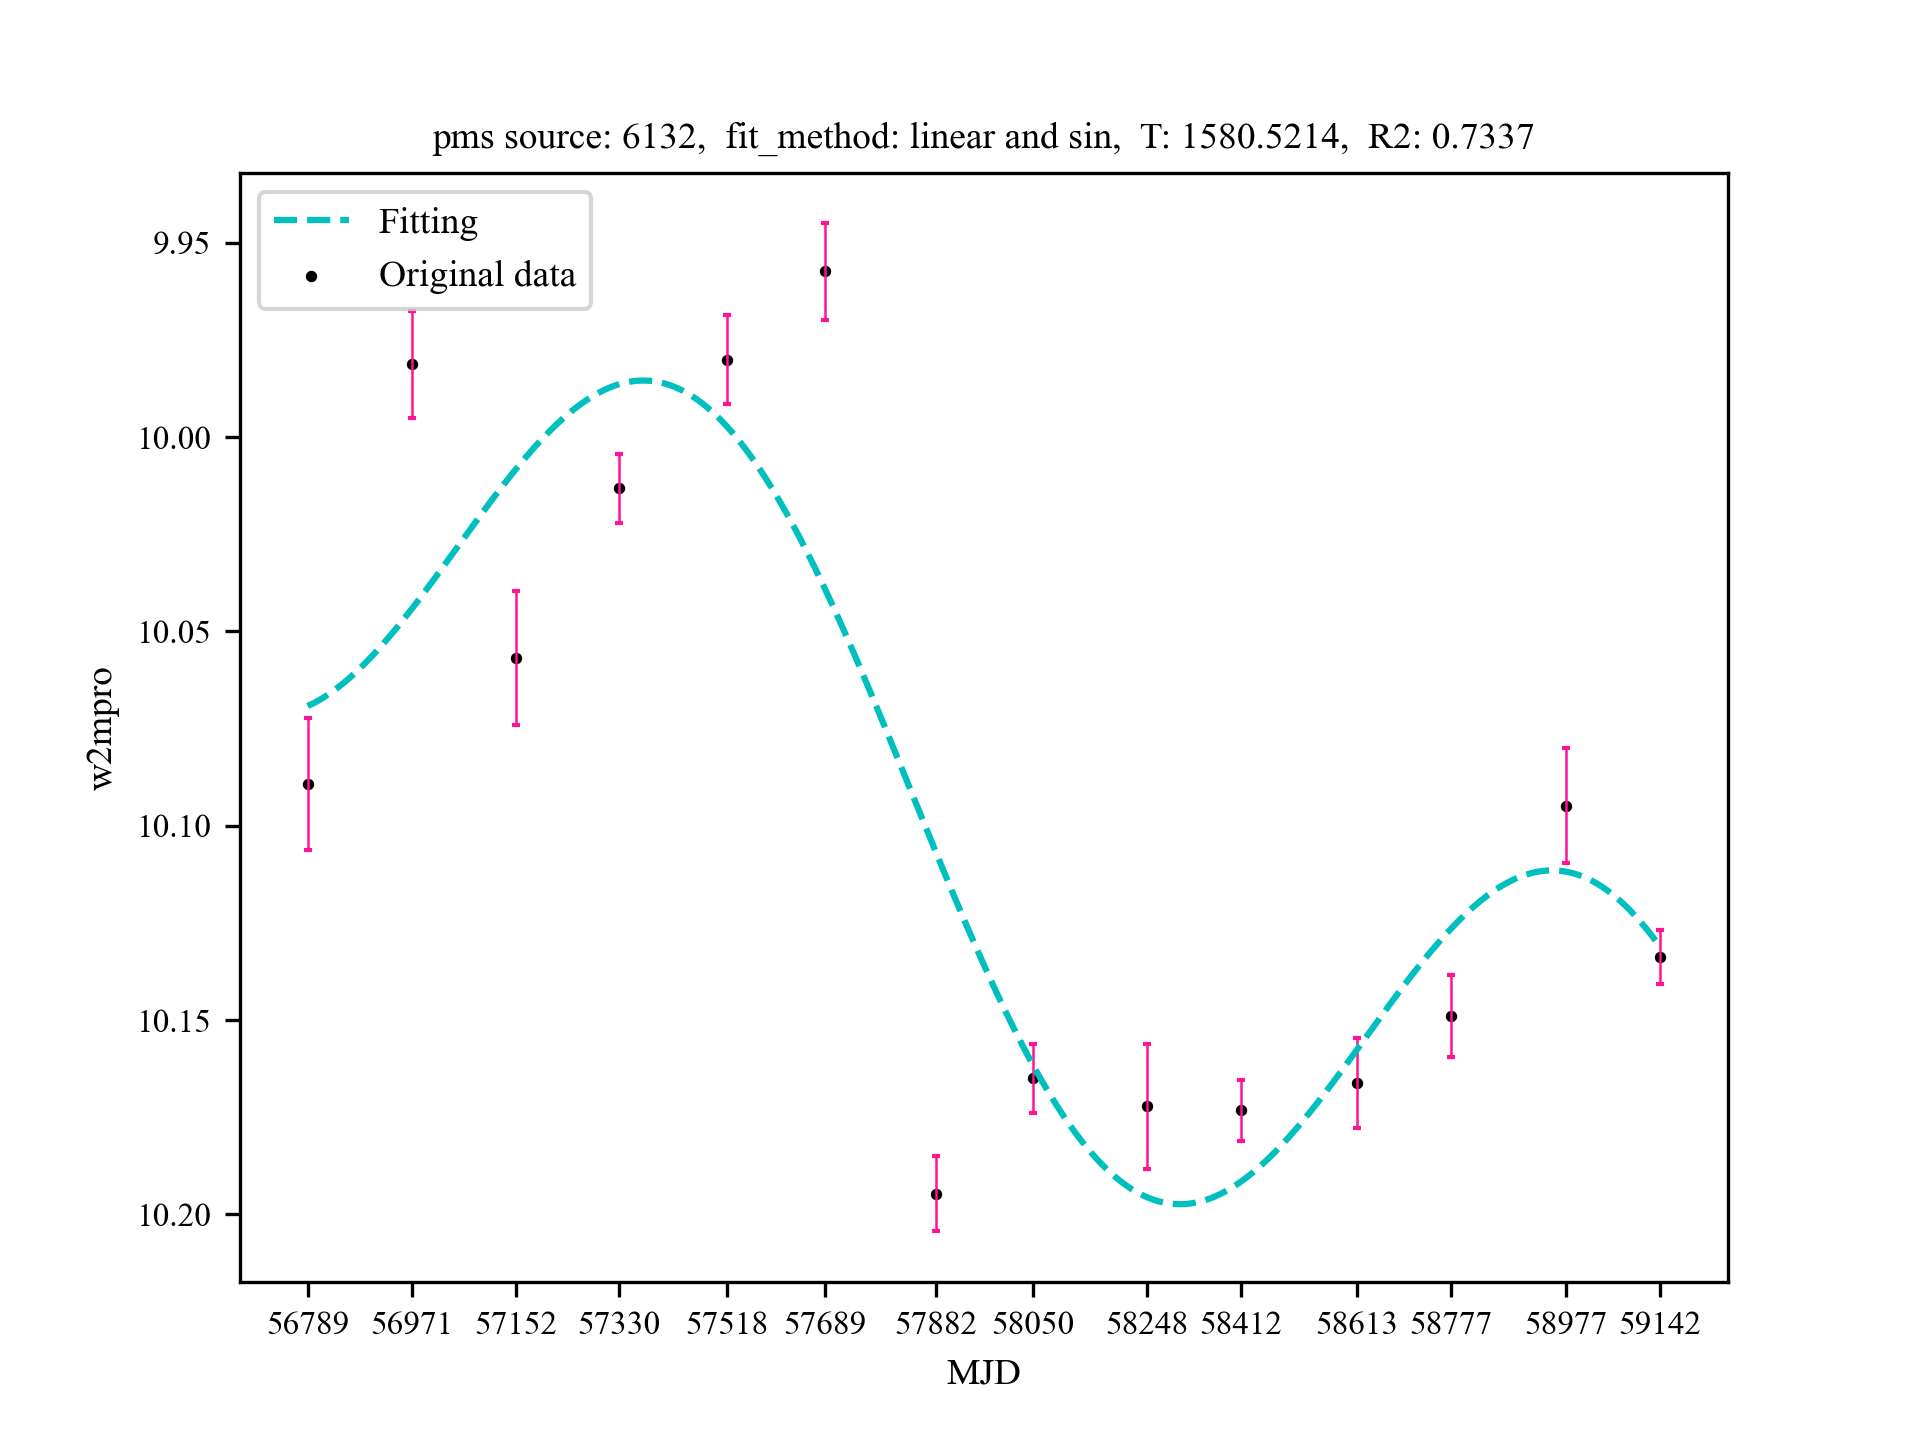 pms source: 6132,  fit_method: linear and sin,  T: 1580.5214,  R2: 0.7337
Fitting
Original data
9.95
10.00
10.05
10.10
10.15
10.20
w2mpro
56789 56971 57152 57330 57518 57689 57882 58050 58248 58412 58613 58777 58977 59142
MJD